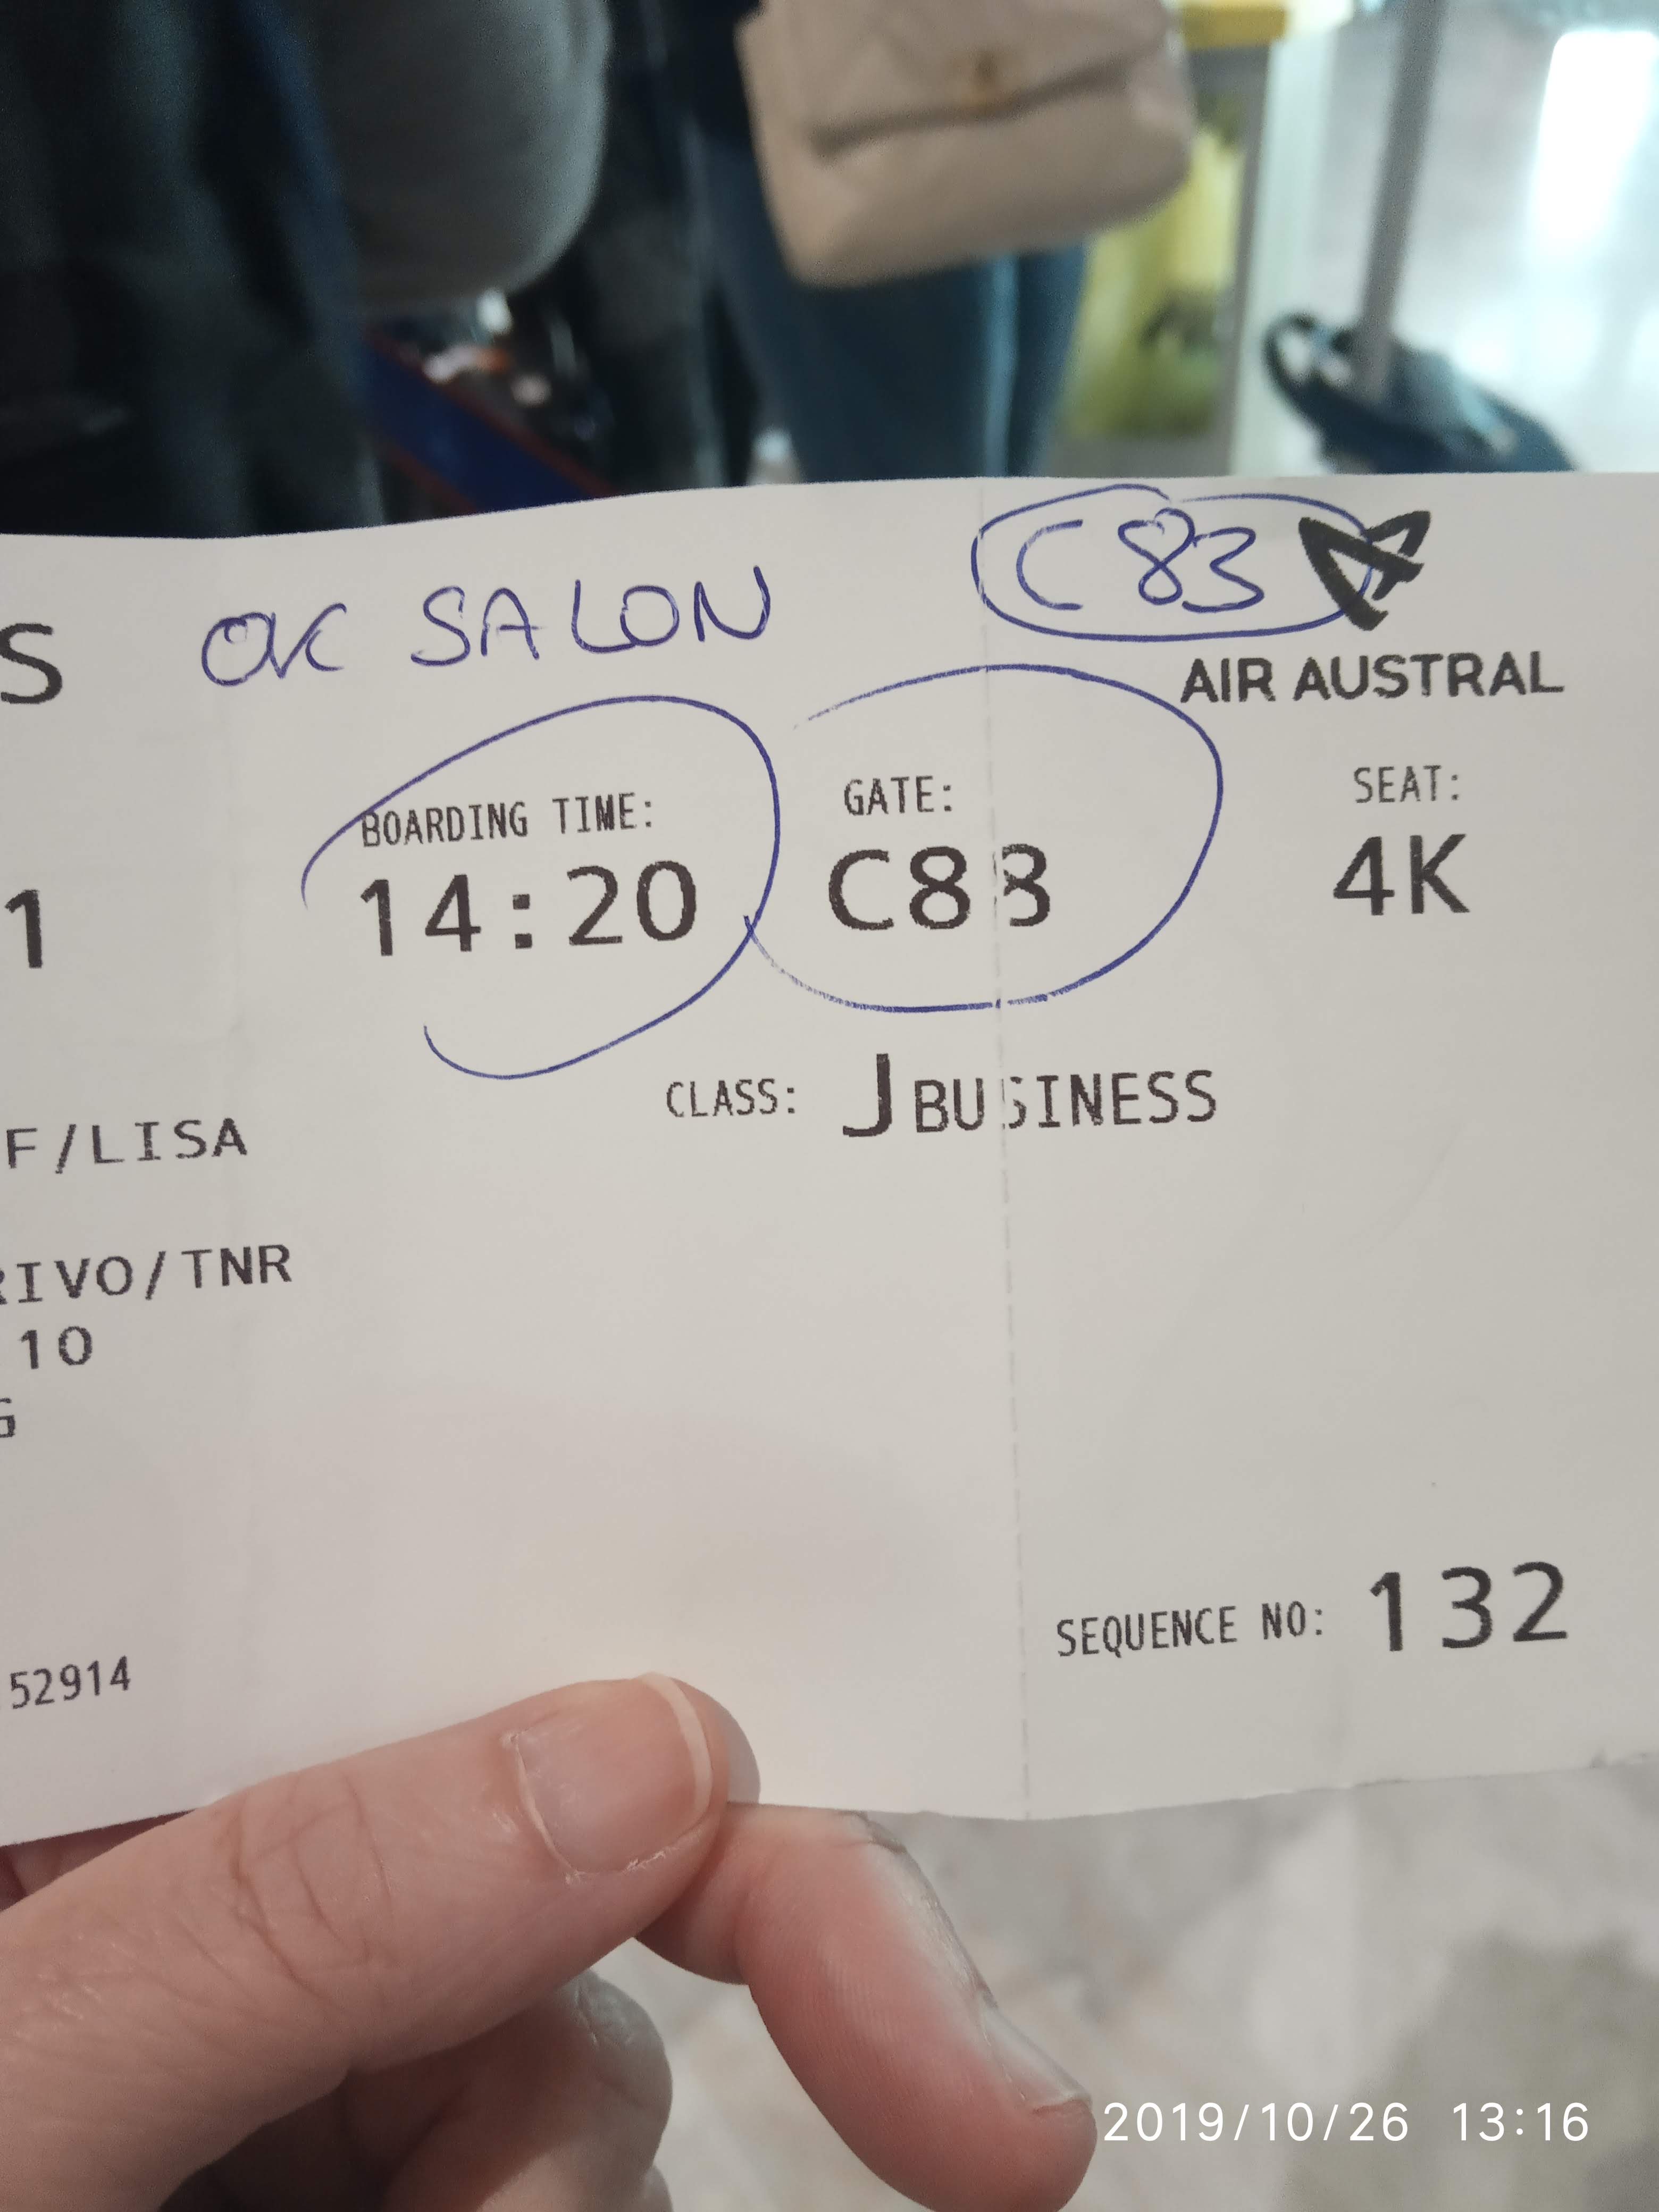 OK SALON
C83
AIR AUSTRAL
S
BOARDING TIME:
GATE:
SEAT:
1
14:20
C83
4K
CLASS: J BUSINESS
F/LISA
RIVO/TNR
10
G
SEQUENCE NO: 132
52914
2019/10/26 13:16